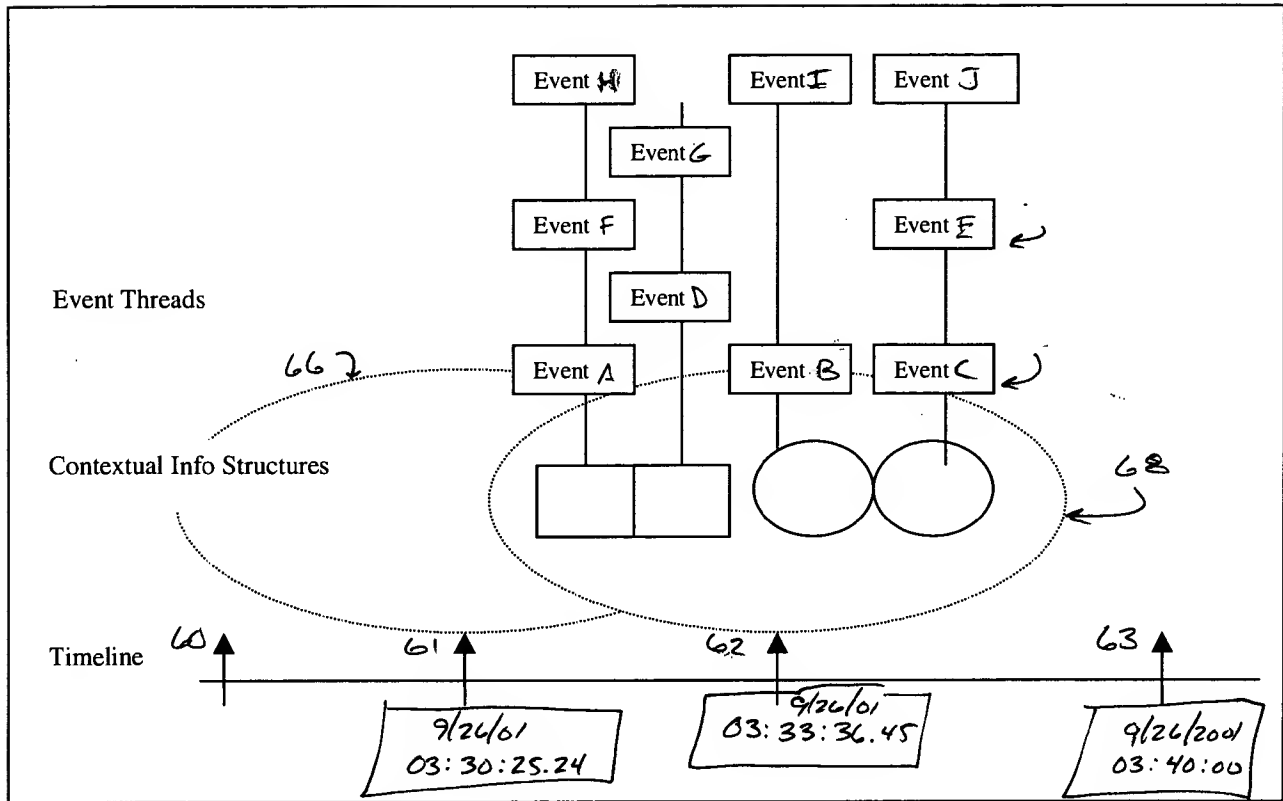 Event H
Event I
Event J
Event G
Event F
Event E
Event Threads
Event D
66
Event A
Event B
Event C
Contextual Info Structures
68
Timeline
60
61
62
63
9/26/01
03:30:25.24
9/26/01
03:33:36.45
9/26/2001
03:40:00